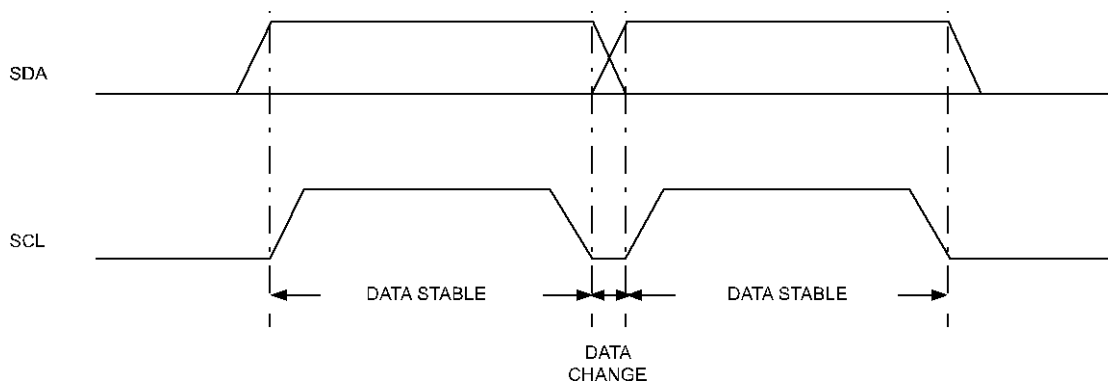 SDA
SCL
DATA STABLE
DATA STABLE
DATA
CHANGE